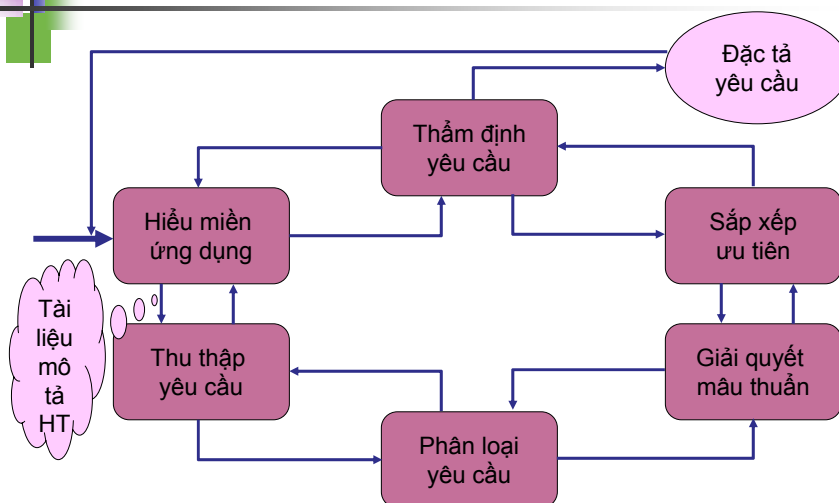 Đặc tả
yêu cầu
Thẩm định
yêu cầu
Hiểu miền
ứng dụng
Sắp xếp
ưu tiên
Tài
liệu
mô
tả
HT
Thu thập
yêu cầu
Giải quyết
mâu thuẩn
Phân loại
yêu cầu